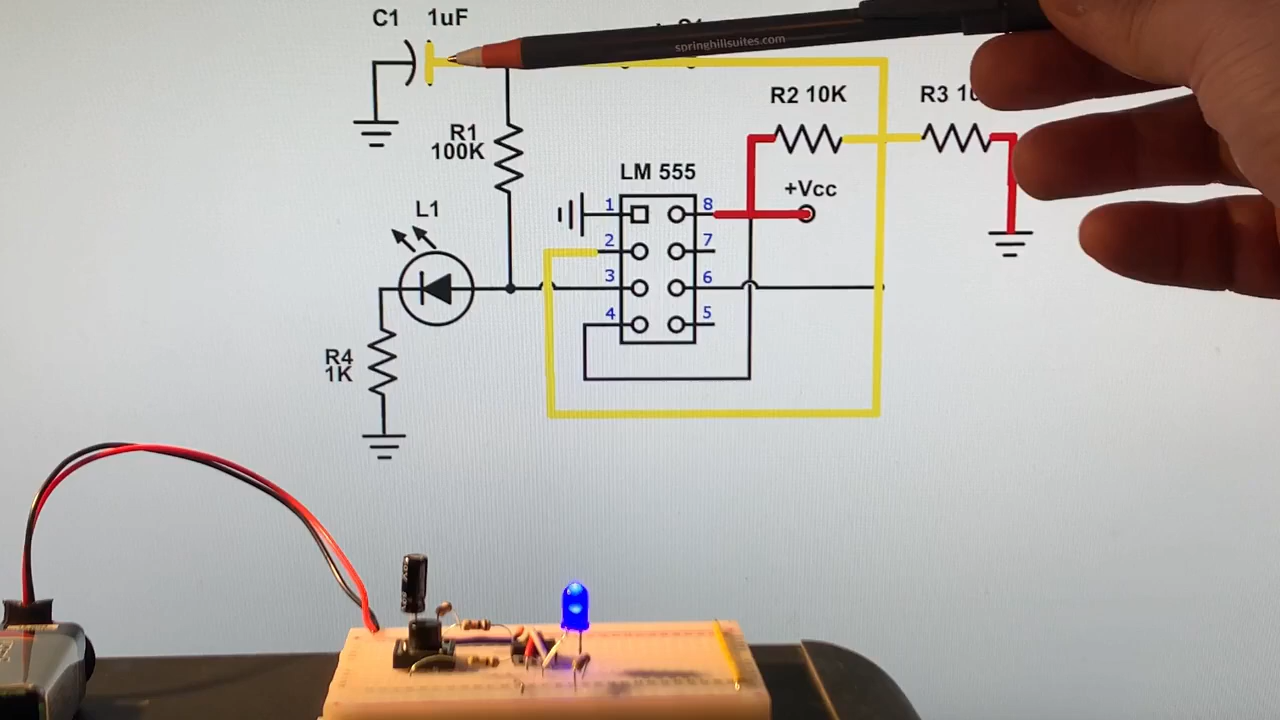 C1 1uF
springhillsuites.com
R2 10K
R3
R1
100K
LM 555
+Vcc
L1
1
8
2
7
3
6
4
5
R4
1K